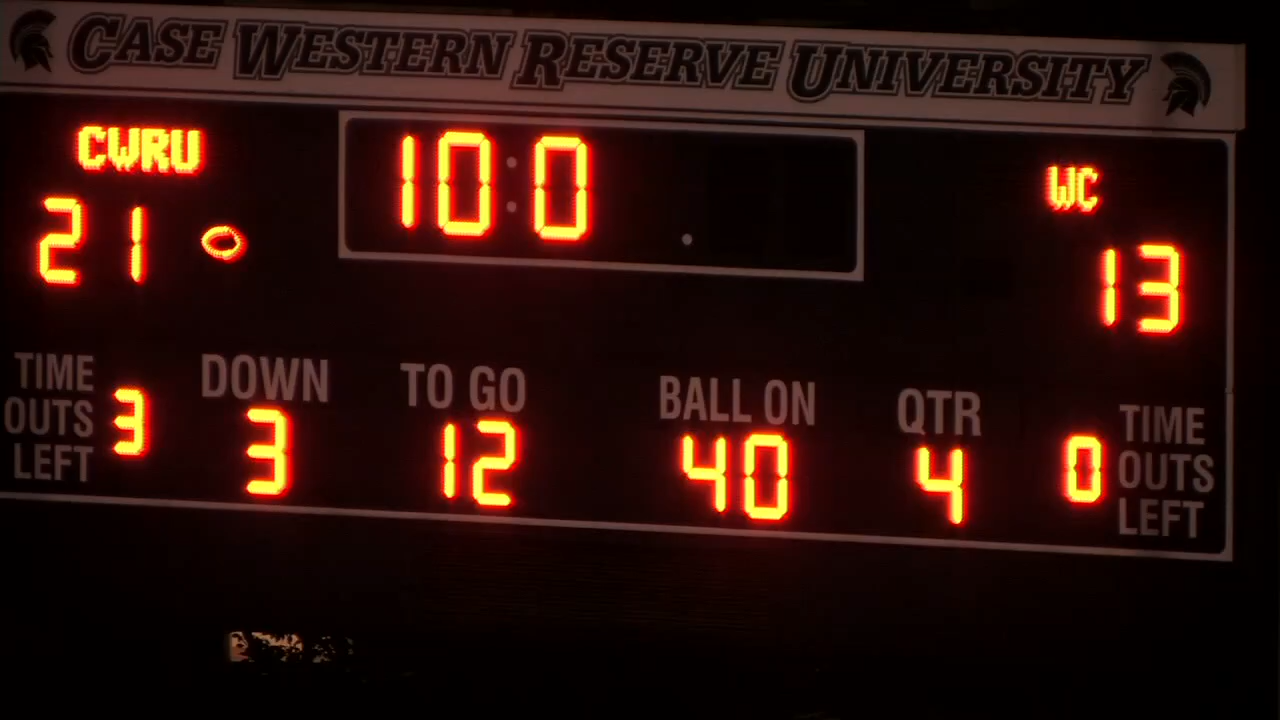 CASE WESTERN RESERVE UNIVERSITY
CWRU
21
10:0
WC
13
TIME OUTS LEFT 3
DOWN 3
TO GO 12
BALL ON 40
QTR 4
0 TIME OUTS LEFT